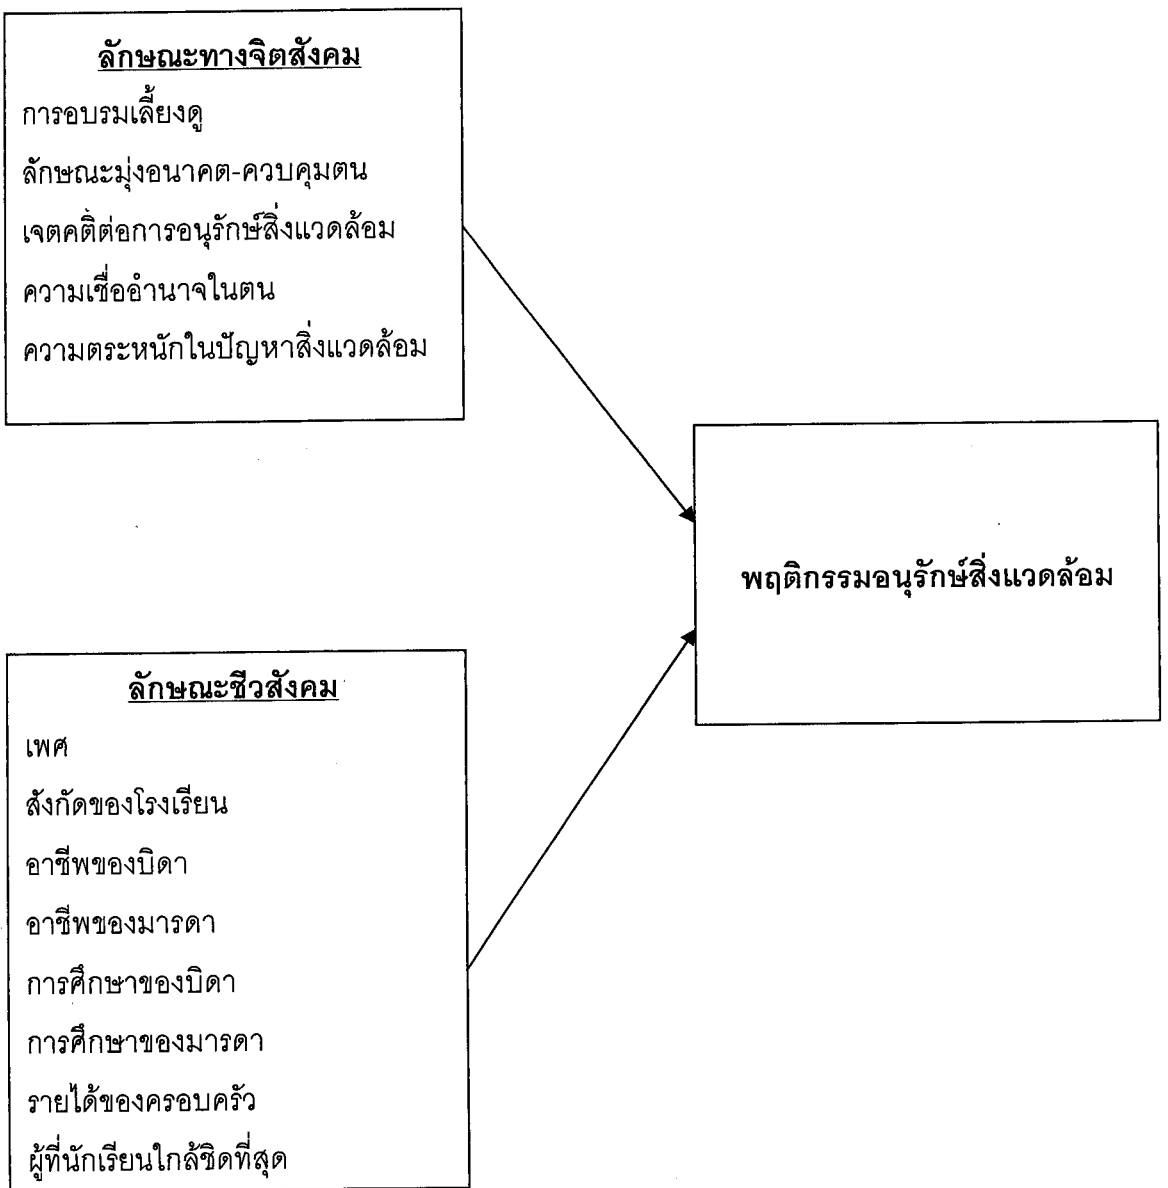 ลักษณะทางจิตสังคม
การอบรมเลี้ยงดู
ลักษณะมุ่งอนาคต-ควบคุมตน
เจตคติต่อการอนุรักษ์สิ่งแวดล้อม
ความเชื่ออำนาจในตน
ความตระหนักในปัญหาสิ่งแวดล้อม
พฤติกรรมอนุรักษ์สิ่งแวดล้อม
ลักษณะชีวสังคม
เพศ
สังกัดของโรงเรียน
อาชีพของบิดา
อาชีพของมารดา
การศึกษาของบิดา
การศึกษาของมารดา
รายได้ของครอบครัว
ผู้ที่นักเรียนใกล้ชิดที่สุด